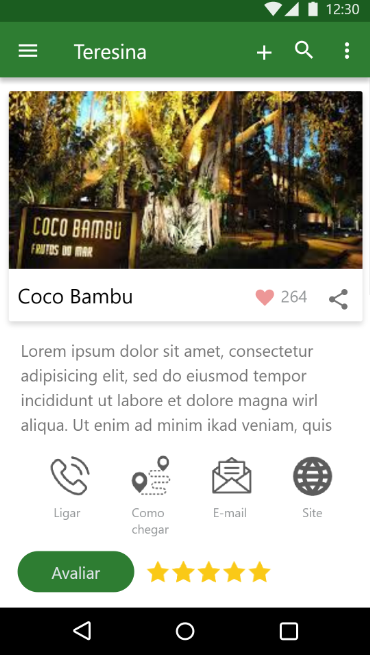 12:30
Teresina
COCO BAMBU
FRUTOS DO MAR
Coco Bambu
264
Lorem ipsum dolor sit amet, consectetur
adipisicing elit, sed do eiusmod tempor
incididunt ut labore et dolore magna wirl
aliqua. Ut enim ad minim ikad veniam, quis
Ligar
Como
chegar
E-mail
Site
Avaliar